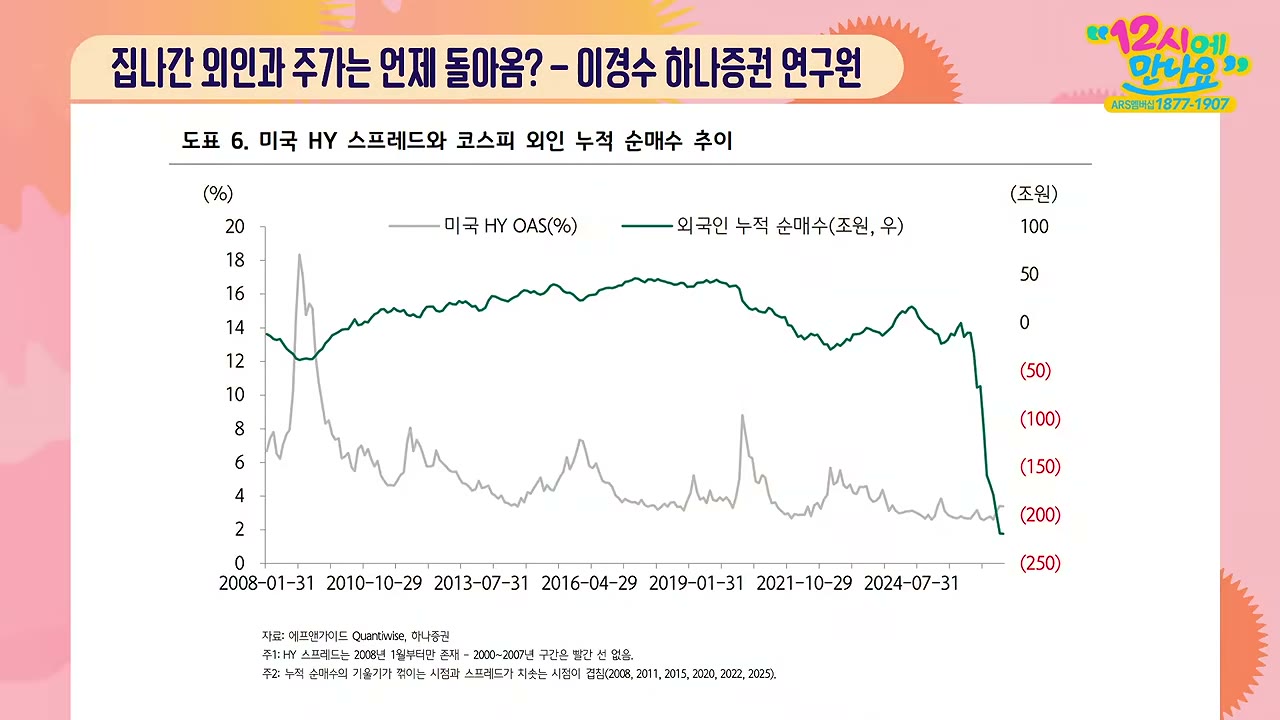 집나간 외인과 주가는 언제 돌아옴? – 이경수 하나증권 연구원
“12시에
만나요”
ARS멤버십 1877-1907
도표 6. 미국 HY 스프레드와 코스피 외인 누적 순매수 추이
(%) (조원)
미국 HY OAS(%) 외국인 누적 순매수(조원, 우)
20 100
18
16 50
14 0
12 (50)
10 (100)
8
6 (150)
4 (200)
2
0 (250)
2008-01-31 2010-10-29 2013-07-31 2016-04-29 2019-01-31 2021-10-29 2024-07-31
자료: 에프앤가이드 Quantiwise, 하나증권
주1: HY 스프레드는 2008년 1월부터만 존재 - 2000~2007년 구간은 빨간 선 없음.
주2: 누적 순매수의 기울기가 꺾이는 시점과 스프레드가 치솟는 시점이 겹침(2008, 2011, 2015, 2020, 2022, 2025).